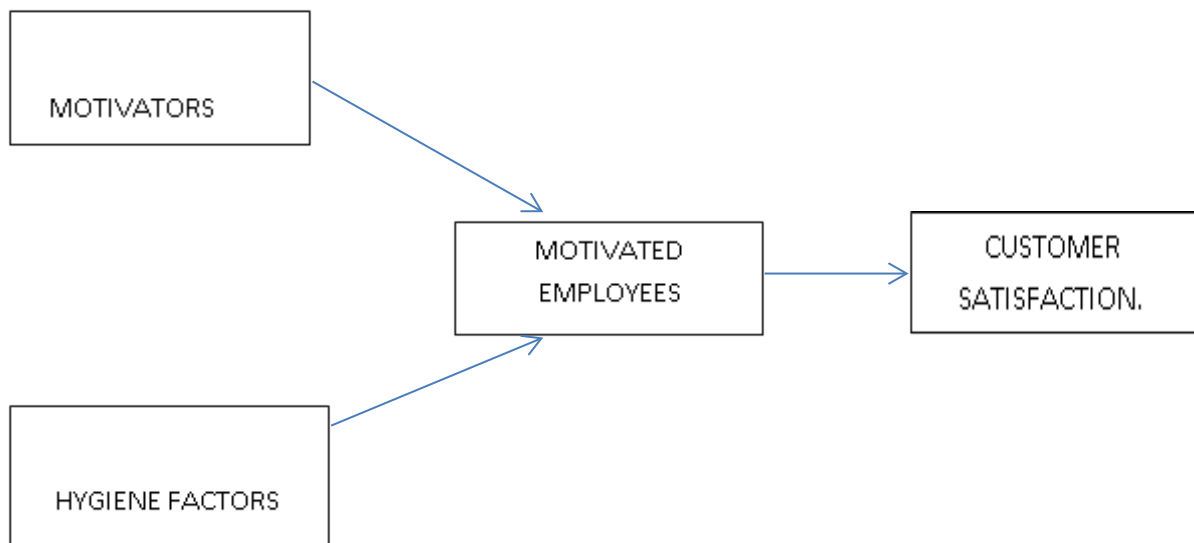 MOTIVATORS
MOTIVATED
EMPLOYEES
CUSTOMER
SATISFACTION.
HYGIENE FACTORS